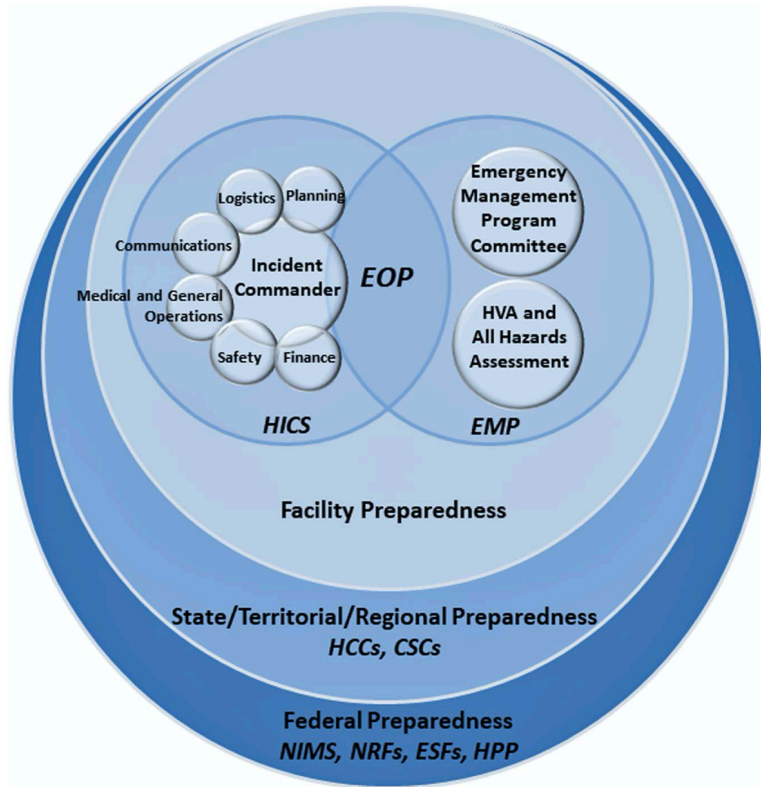 Logistics
Planning
Communications
Incident
Commander
Medical and General
Operations
Safety
Finance
HICS
EOP
Emergency
Management
Program
Committee
HVA and
All Hazards
Assessment
EMP
Facility Preparedness
State/Territorial/Regional Preparedness
HCCs, CSCs
Federal Preparedness
NIMS, NRFs, ESFs, HPP